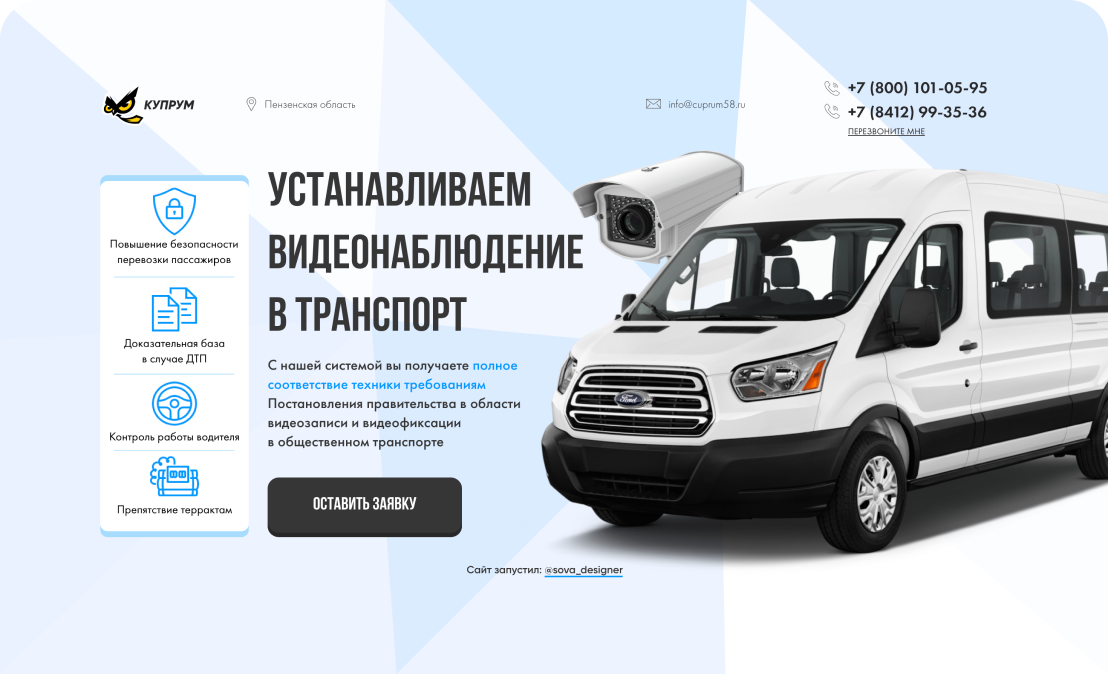 КУПРУМ
Пензенская область
info@cuprum58.ru
+7 (800) 101-05-95
+7 (8412) 99-35-36
ПЕРЕЗВОНИТЕ МНЕ
Повышение безопасности
перевозки пассажиров
Доказательная база
в случае ДТП
Контроль работы водителя
Препятствие террактам
УСТАНАВЛИВАЕМ
ВИДЕОНАБЛЮДЕНИЕ
В ТРАНСПОРТ
С нашей системой вы получаете полное
соответствие техники требованиям
Постановления правительства в области
видеозаписи и видеофиксации
в общественном транспорте
ОСТАВИТЬ ЗАЯВКУ
Ford
Сайт запустил: @sova_designer